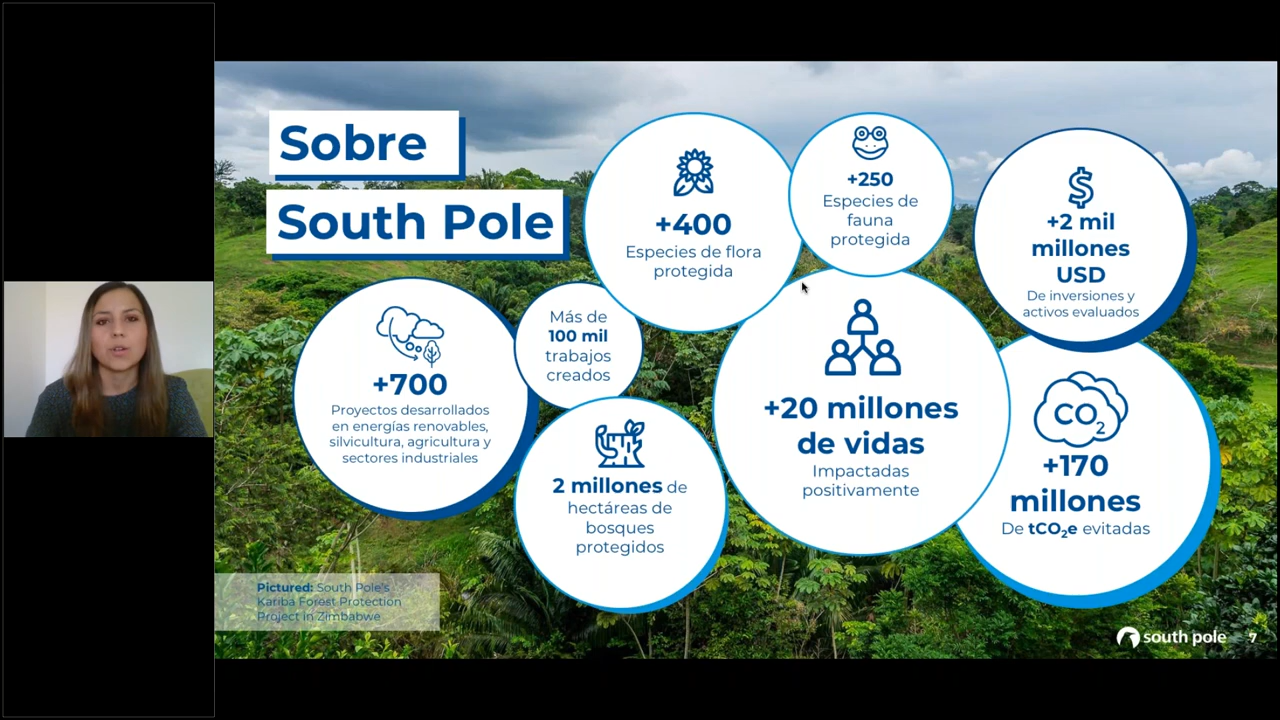 Sobre
South Pole
+700
Proyectos desarrollados
en energías renovables,
silvicultura, agricultura y
sectores industriales
Más de
100 mil
trabajos
creados
2 millones de
hectáreas de
bosques
protegidos
+400
Especies de flora
protegida
+250
Especies de
fauna
protegida
+20 millones
de vidas
Impactadas
positivamente
+2 mil
millones
USD
De inversiones y
activos evaluados
CO2
+170
millones
De tCO2e evitadas
Pictured: South Pole's
Kariba Forest Protection
Project in Zimbabwe
south pole 7